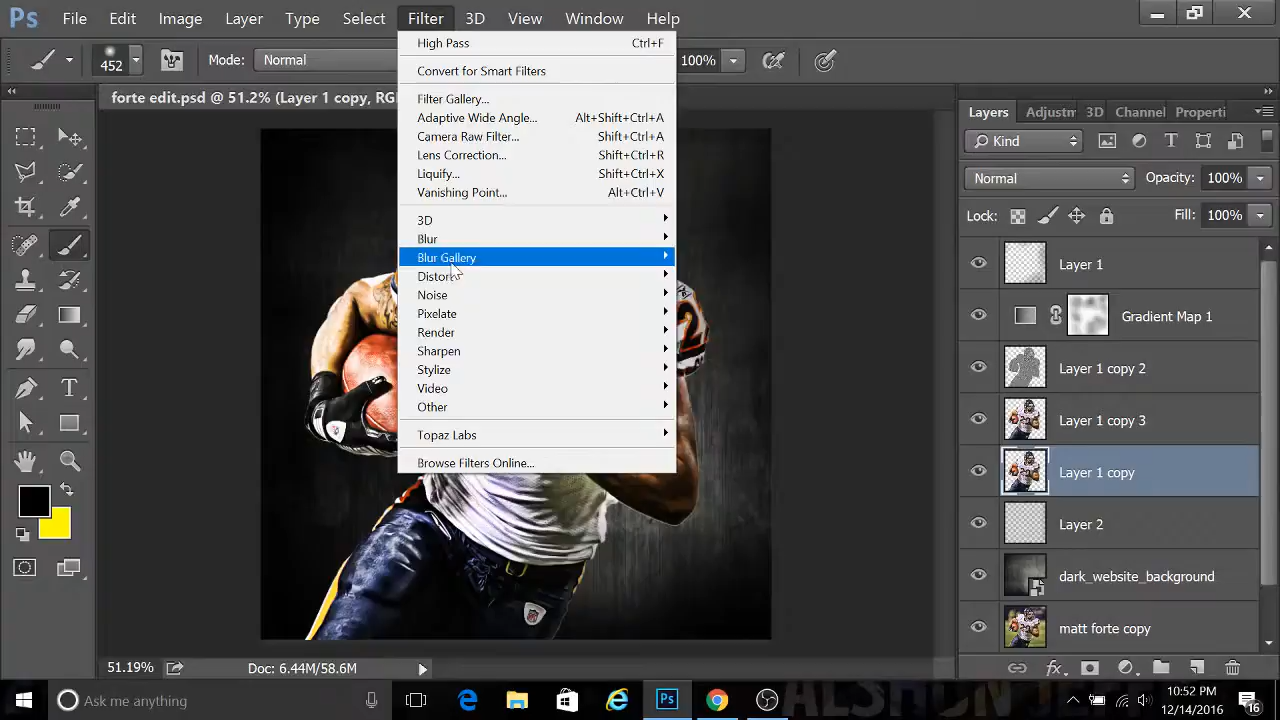 Ps File Edit Image Layer Type Select Filter 3D View Window Help
452 Mode: Normal 100%
forte edit.psd @ 51.2% (Layer 1 copy, RG
High Pass Ctrl+F
Convert for Smart Filters
Filter Gallery...
Adaptive Wide Angle... Alt+Shift+Ctrl+A
Camera Raw Filter... Shift+Ctrl+A
Lens Correction... Shift+Ctrl+R
Liquify... Shift+Ctrl+X
Vanishing Point... Alt+Ctrl+V
3D
Blur
Blur Gallery
Distort
Noise
Pixelate
Render
Sharpen
Stylize
Video
Other
Topaz Labs
Browse Filters Online...
Layers Adjustm 3D Channel Properti
Kind
Normal Opacity: 100%
Lock: Fill: 100%
Layer 1
Gradient Map 1
Layer 1 copy 2
Layer 1 copy 3
Layer 1 copy
Layer 2
dark_website_background
matt forte copy
51.19% Doc: 6.44M/58.6M
Ask me anything
Ps
10:52 PM
12/14/2016
16